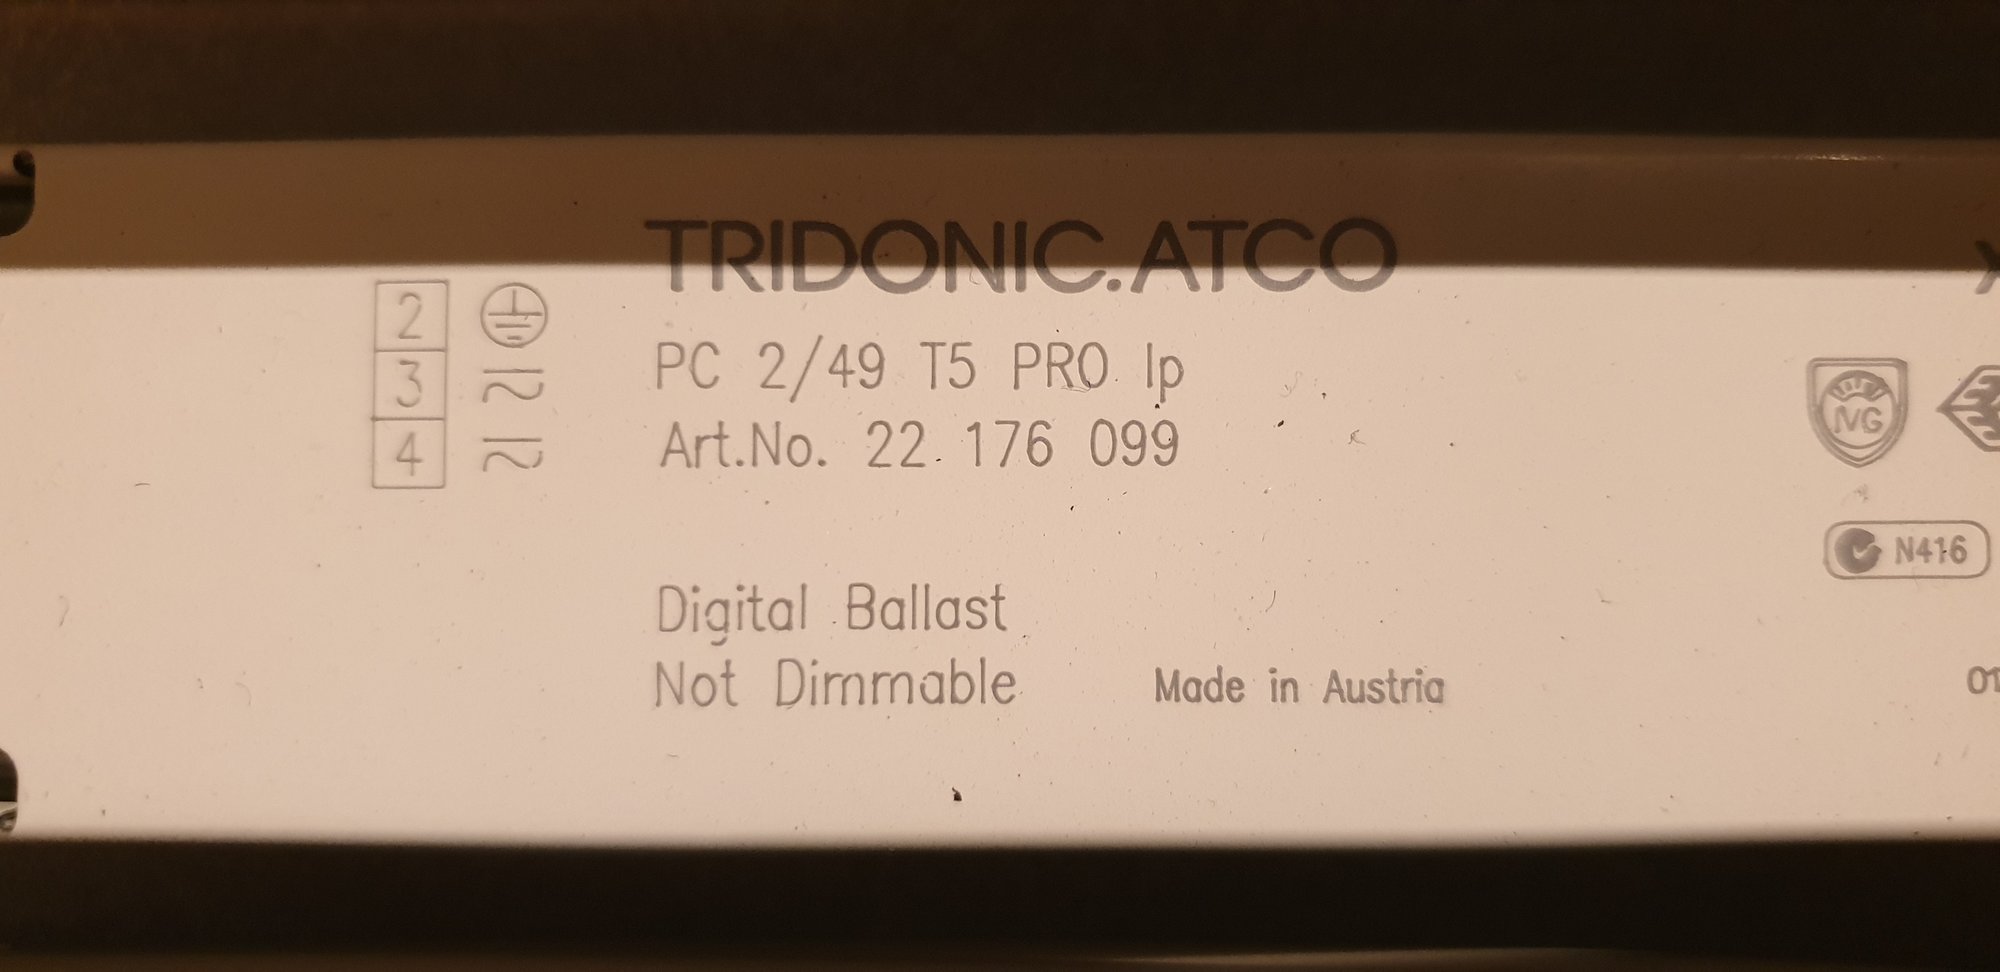 TRIDONIC.ATCO
2
3
4
PC 2/49 T5 PRO lp
Art.No. 22 176 099
Digital Ballast
Not Dimmable
Made in Austria
IVG
N416